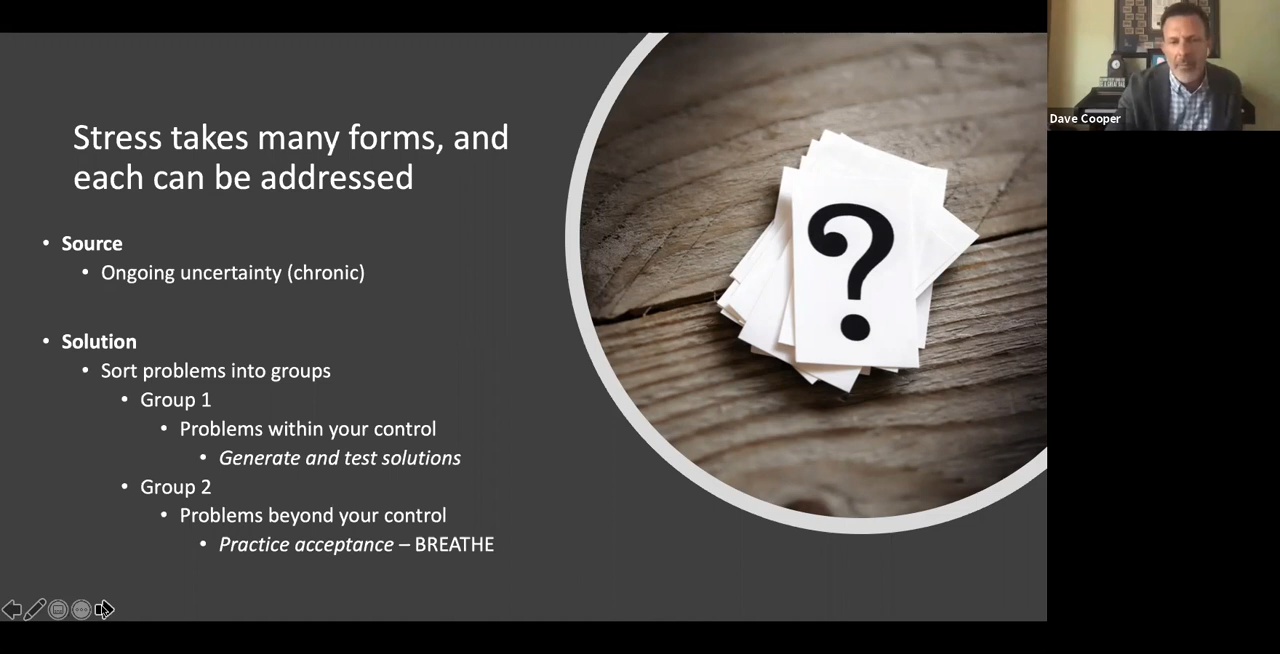 Stress takes many forms, and
each can be addressed
• Source
• Ongoing uncertainty (chronic)
• Solution
• Sort problems into groups
• Group 1
• Problems within your control
• Generate and test solutions
• Group 2
• Problems beyond your control
• Practice acceptance – BREATHE
?
Dave Cooper